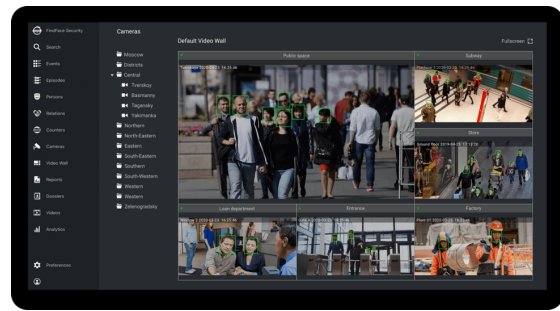 FindFace Security
Search
Events
Episodes
Persons
Relations
Counters
Cameras
Video Wall
Reports
Dossiers
Videos
Analytics
Preferences
Cameras
Moscow
Districts
Central
Tverskoy
Basmanny
Tagansky
Yakimanka
Northern
North-Eastern
Eastern
South-Eastern
Southern
South-Western
Western
Western
Zelenogradsky
Default Video Wall
Fullscreen
Public space
Subway
Store
Loan department
Entrance
Factory